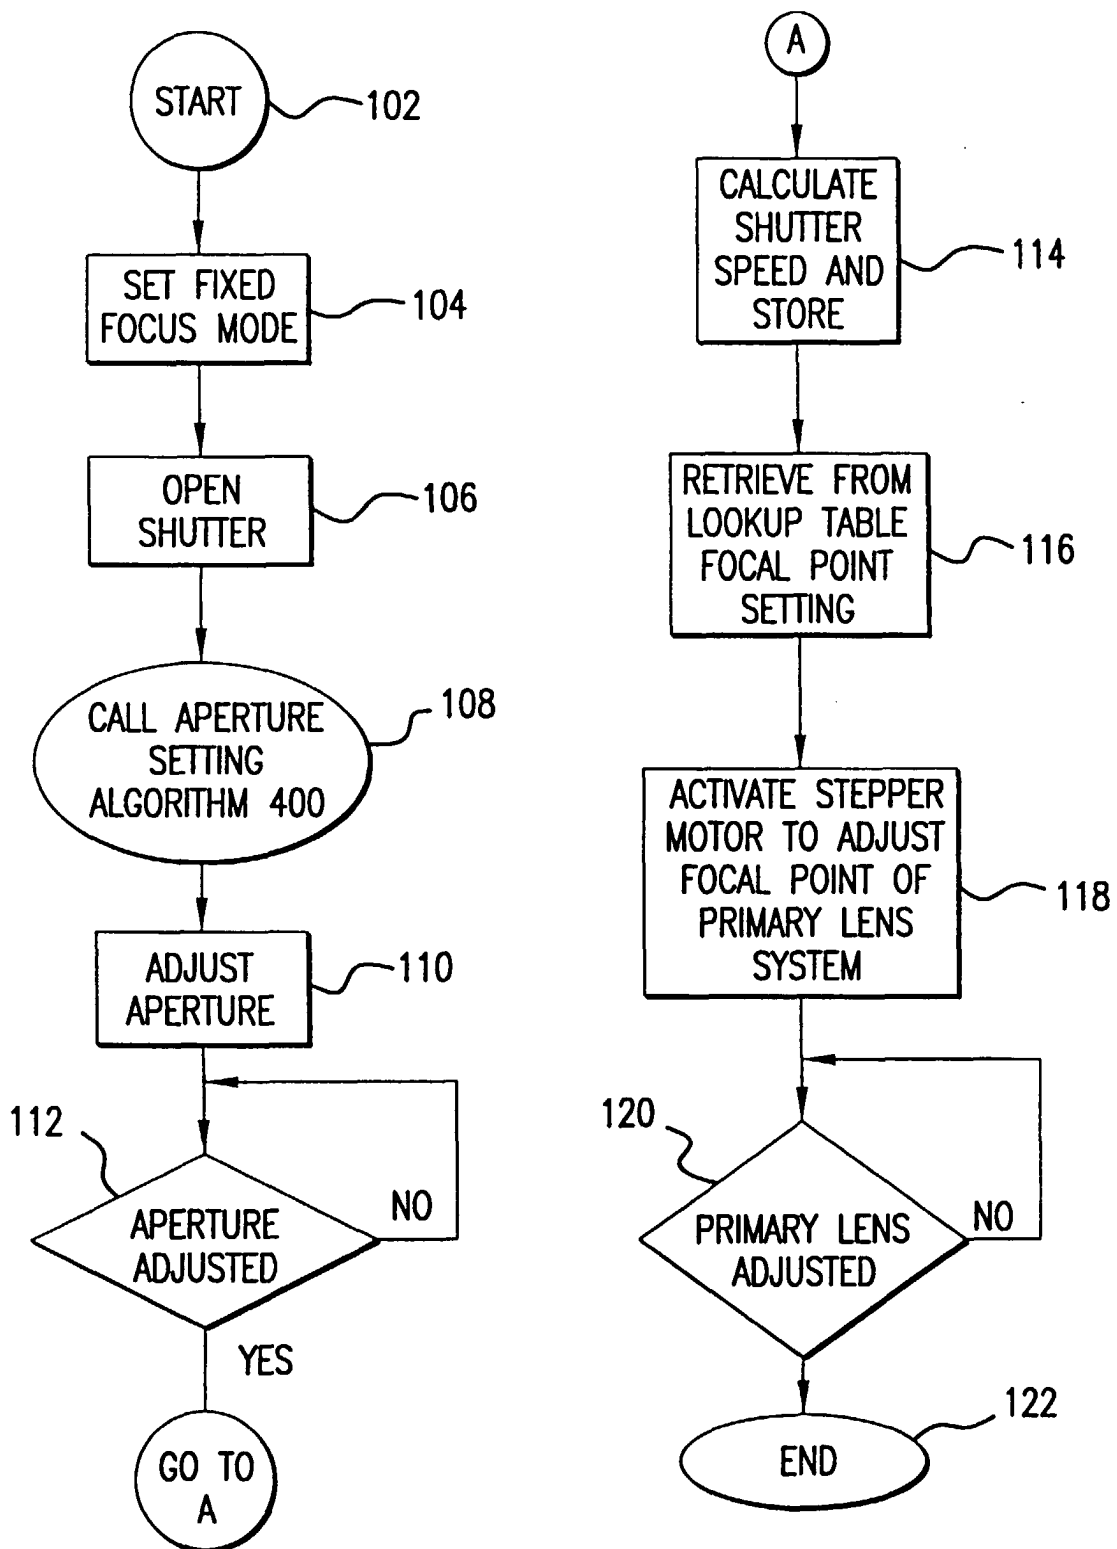 START
102
SET FIXED
FOCUS MODE
104
OPEN
SHUTTER
106
CALL APERTURE
SETTING
ALGORITHM 400
108
ADJUST
APERTURE
110
112
APERTURE
ADJUSTED
NO
YES
GO TO
A
A
CALCULATE
SHUTTER
SPEED AND
STORE
114
RETRIEVE FROM
LOOKUP TABLE
FOCAL POINT
SETTING
116
ACTIVATE STEPPER
MOTOR TO ADJUST
FOCAL POINT OF
PRIMARY LENS
SYSTEM
118
120
PRIMARY LENS
ADJUSTED
NO
END
122